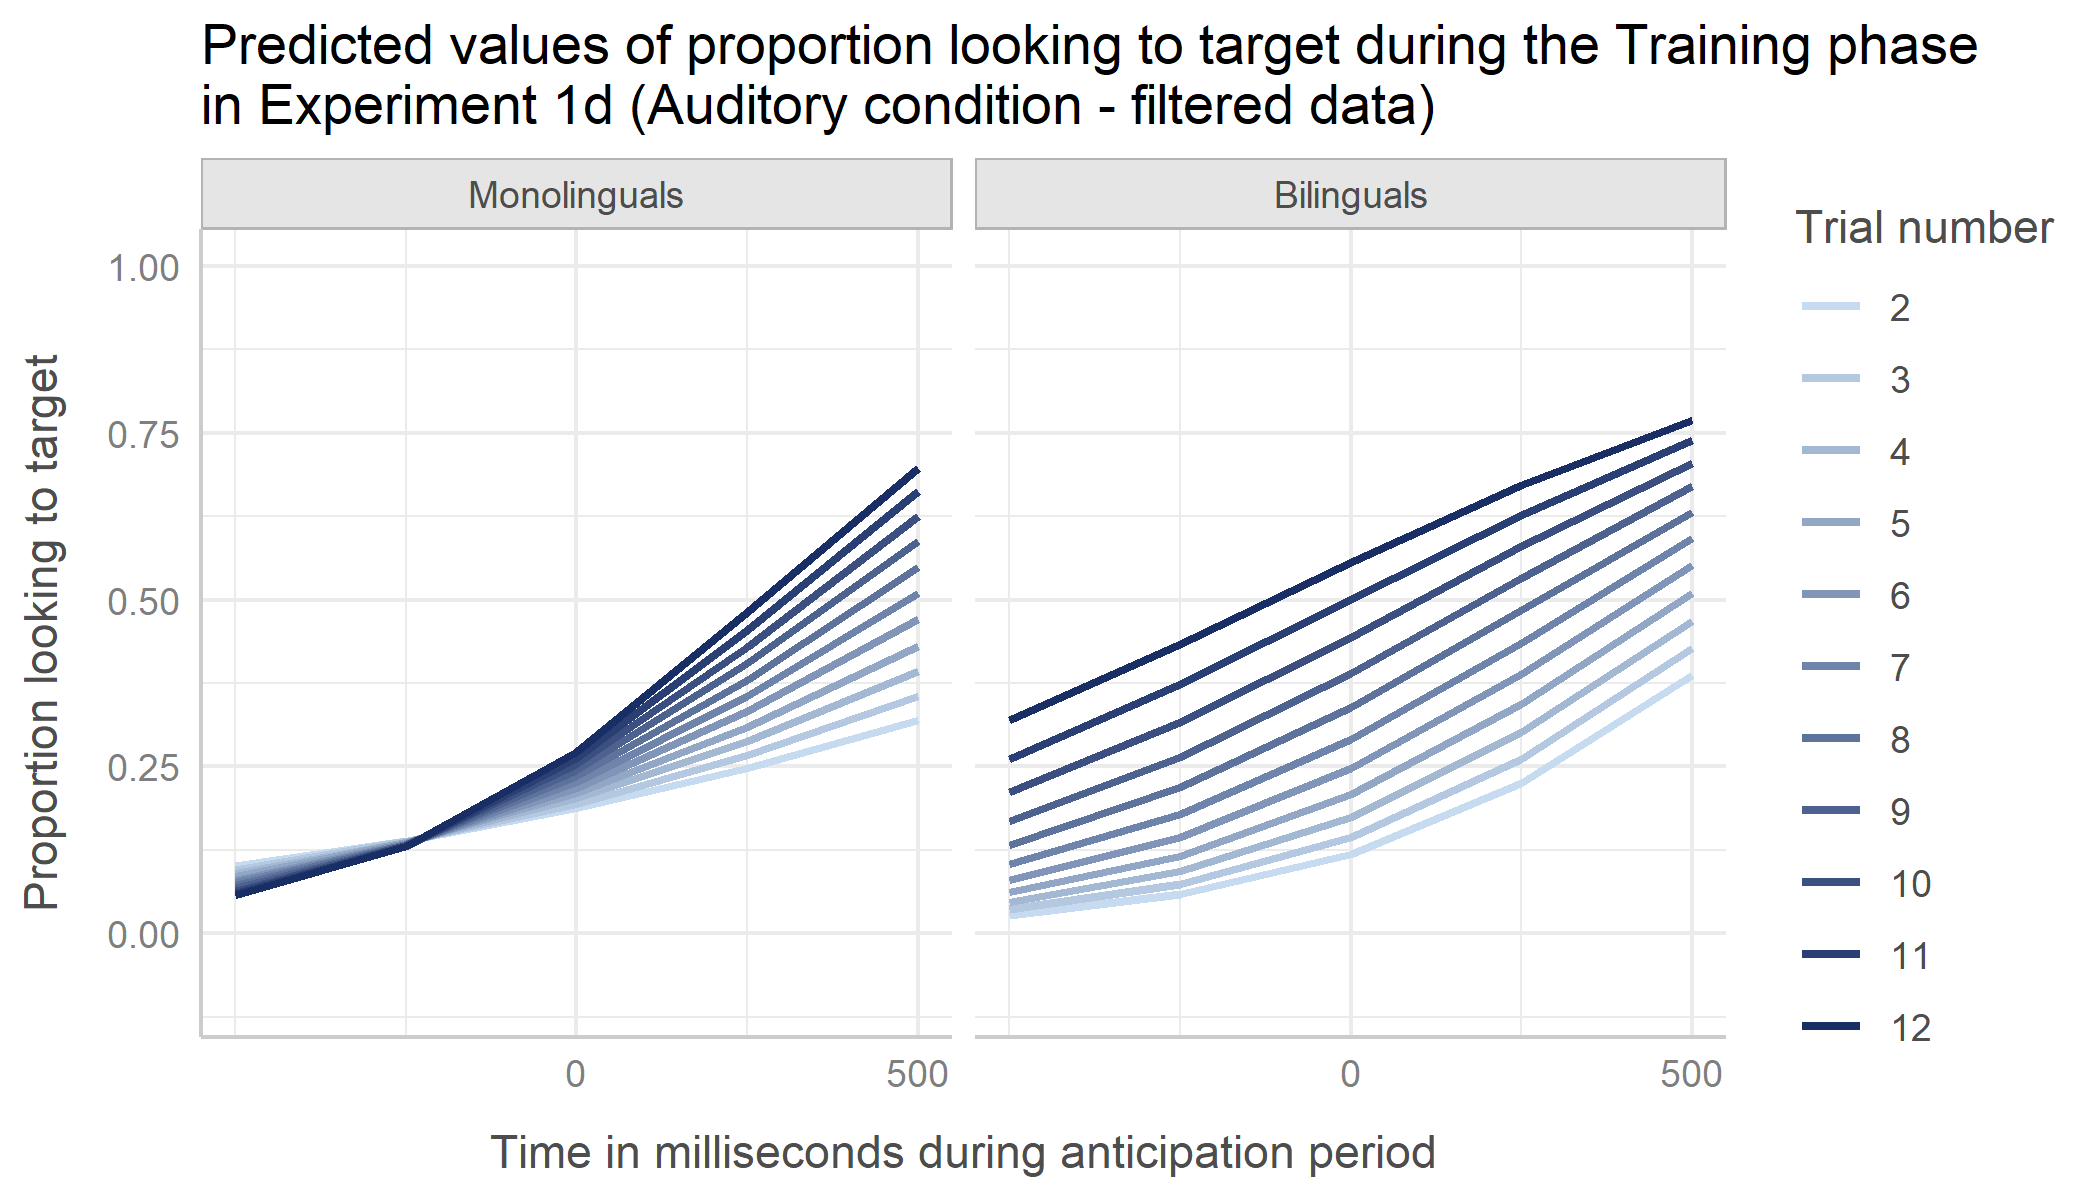 Predicted values of proportion looking to target during the Training phase
in Experiment 1d (Auditory condition - filtered data)
Monolinguals
Bilinguals
Trial number
1.00
0.75
0.50
0.25
0.00
Proportion looking to target
0
500
0
500
Time in milliseconds during anticipation period
2
3
4
5
6
7
8
9
10
11
12